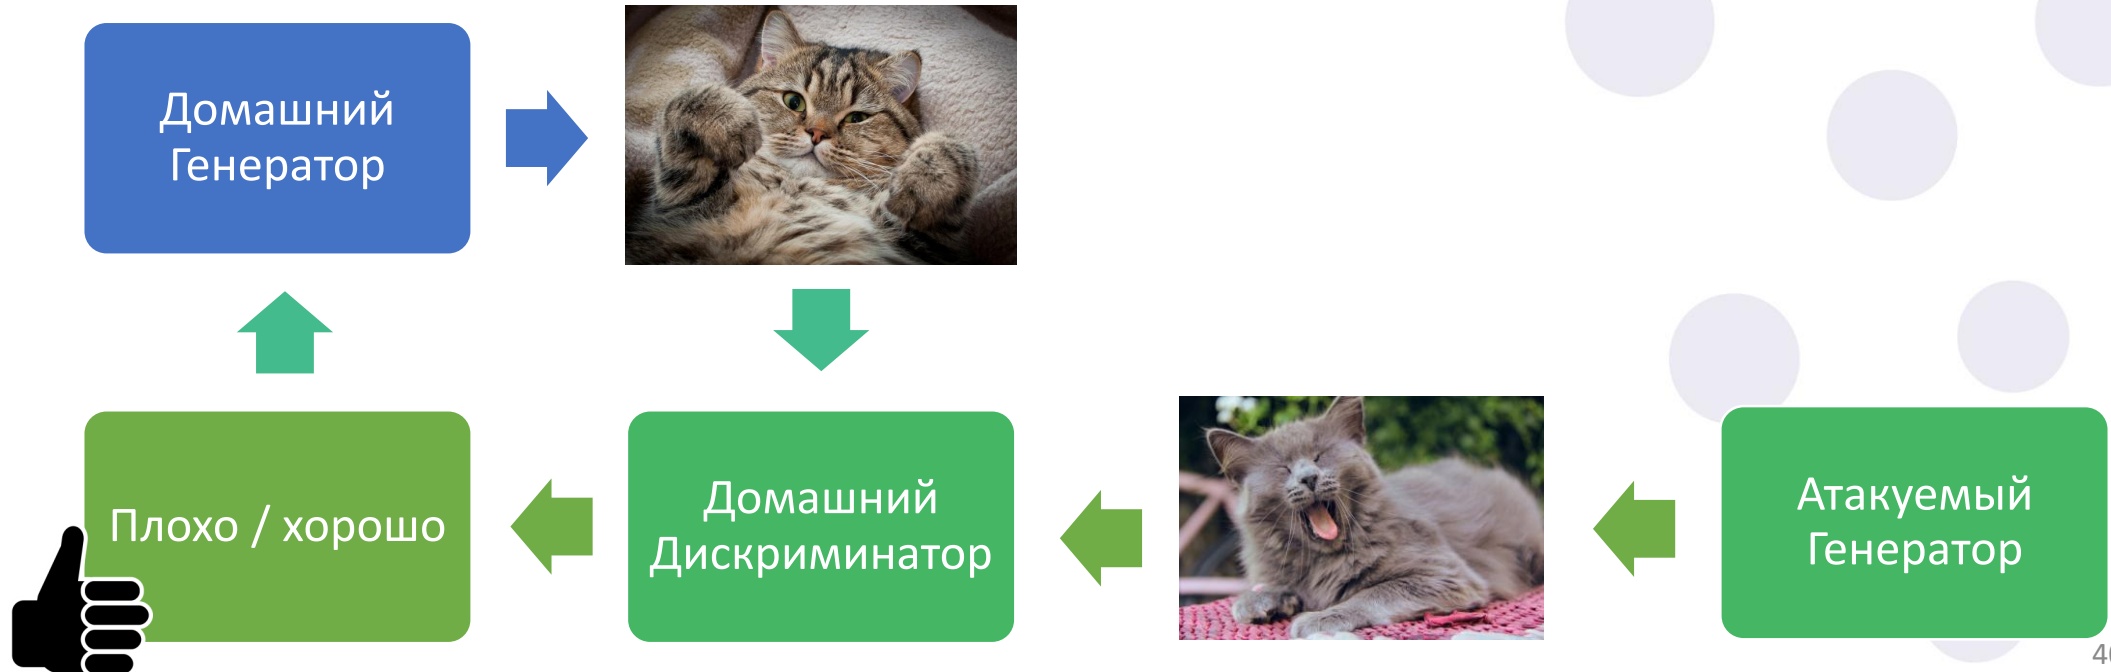 Домашний
Генератор
Плохо / хорошо
Домашний
Дискриминатор
Атакуемый
Генератор